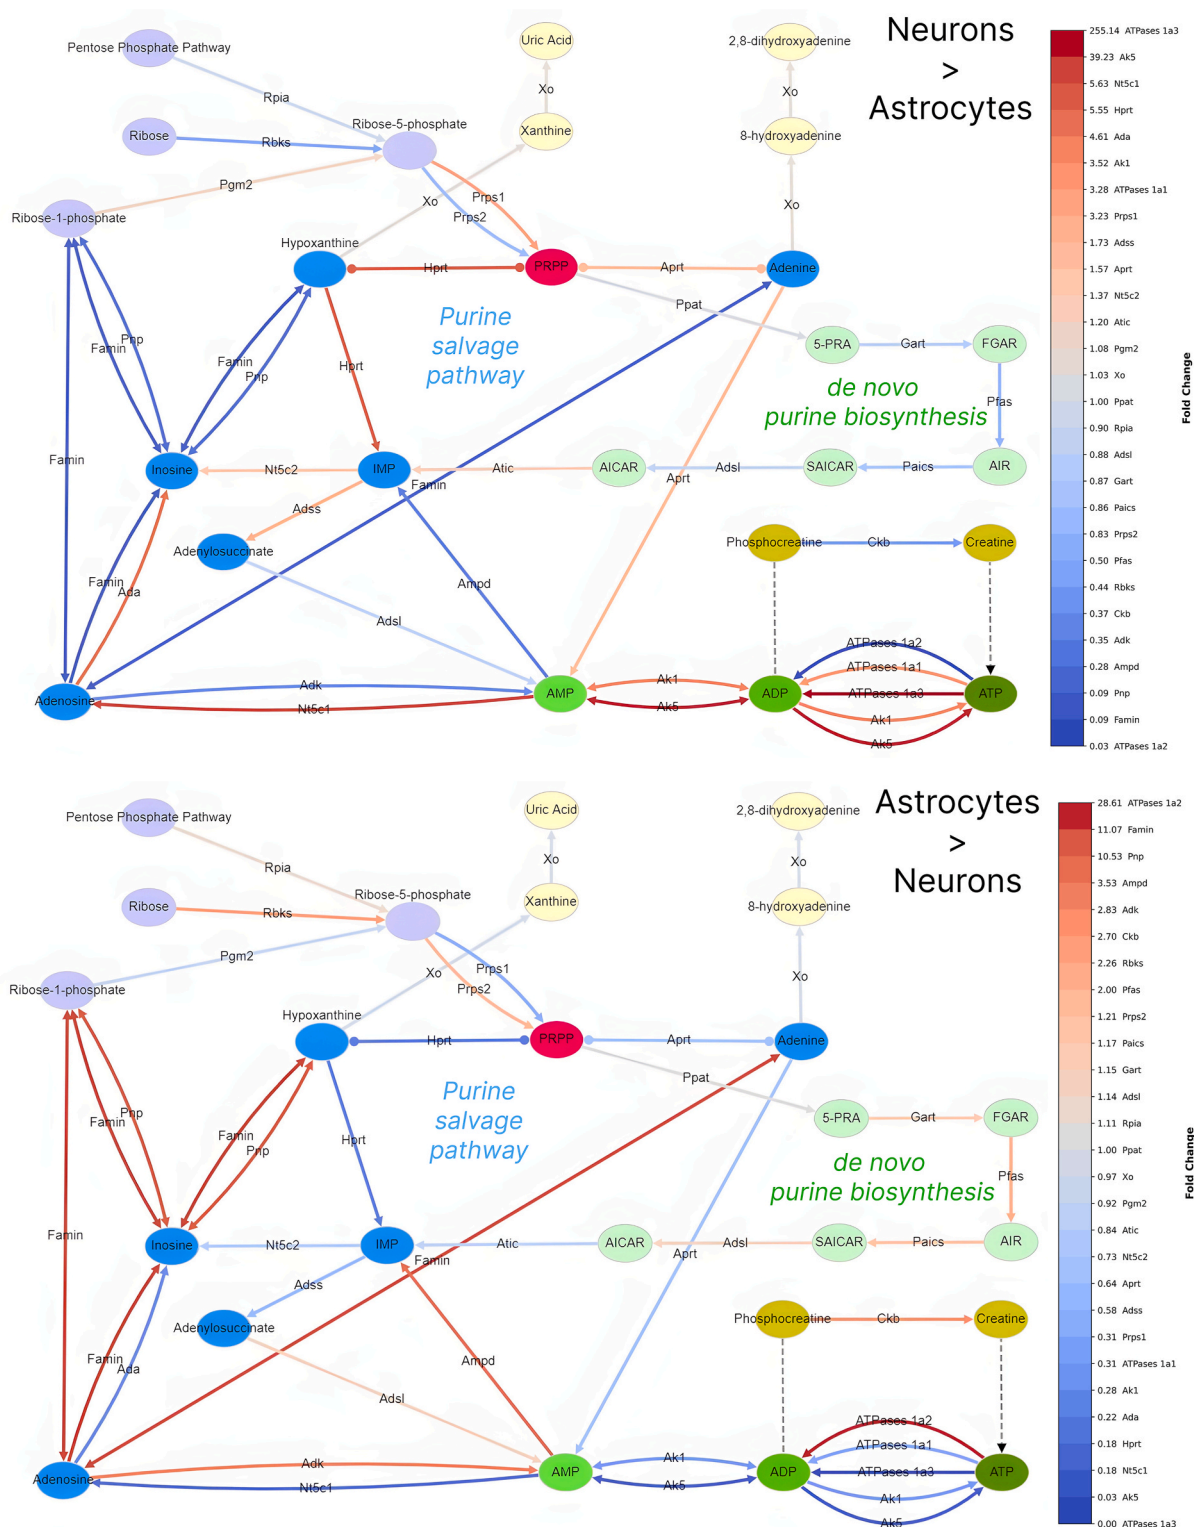 Neurons
>
Astrocytes
Pentose Phosphate Pathway
Uric Acid
2,8-dihydroxyadenine
Rpia
Xo
Xo
Ribose
Rbks
Ribose-5-phosphate
Xanthine
8-hydroxyadenine
Pgm2
Prps1
Xo
Prps2
Xo
Ribose-1-phosphate
Hypoxanthine
Hprt
PRPP
Aprt
Adenine
Ppat
Purine
salvage
pathway
Pnp
Famin
Famin
Pnp
Hprt
5-PRA
Gart
FGAR
de novo
purine biosynthesis
Pfas
Famin
Inosine
Nt5c2
IMP
Atic
AICAR
Adsl
SAICAR
Paics
AIR
Famin
Aprt
Adss
Adenylosuccinate
Phosphocreatine
Ckb
Creatine
Famin
Ada
Ampd
Adsl
ATPases 1a2
ATPases 1a1
Adenosine
Adk
Nt5c1
AMP
Ak1
Ak5
ADP
ATPases 1a3
ATP
Ak1
Ak5
255.14 ATPases 1a3
39.23 Ak5
5.63 Nt5c1
5.55 Hprt
4.61 Ada
3.52 Ak1
3.28 ATPases 1a1
3.23 Prps1
1.73 Adss
1.57 Aprt
1.37 Nt5c2
1.20 Atic
1.08 Pgm2
1.03 Xo
1.00 Ppat
0.90 Rpia
0.88 Adsl
0.87 Gart
0.86 Paics
0.83 Prps2
0.50 Pfas
0.44 Rbks
0.37 Ckb
0.35 Adk
0.28 Ampd
0.09 Pnp
0.09 Famin
0.03 ATPases 1a2
Fold Change
Astrocytes
>
Neurons
Pentose Phosphate Pathway
Uric Acid
2,8-dihydroxyadenine
Rpia
Xo
Xo
Ribose
Rbks
Ribose-5-phosphate
Xanthine
8-hydroxyadenine
Pgm2
Prps1
Xo
Prps2
Xo
Ribose-1-phosphate
Hypoxanthine
Hprt
PRPP
Aprt
Adenine
Ppat
Purine
salvage
pathway
Pnp
Famin
Famin
Pnp
Hprt
5-PRA
Gart
FGAR
de novo
purine biosynthesis
Pfas
Famin
Inosine
Nt5c2
IMP
Atic
AICAR
Adsl
SAICAR
Paics
AIR
Famin
Aprt
Adss
Adenylosuccinate
Phosphocreatine
Ckb
Creatine
Famin
Ada
Ampd
Adsl
ATPases 1a2
ATPases 1a1
Adenosine
Adk
Nt5c1
AMP
Ak1
Ak5
ADP
ATPases 1a3
ATP
Ak1
Ak5
28.61 ATPases 1a2
11.07 Famin
10.53 Pnp
3.53 Ampd
2.83 Adk
2.70 Ckb
2.26 Rbks
2.00 Pfas
1.21 Prps2
1.17 Paics
1.15 Gart
1.14 Adsl
1.11 Rpia
1.00 Ppat
0.97 Xo
0.92 Pgm2
0.84 Atic
0.73 Nt5c2
0.64 Aprt
0.58 Adss
0.31 Prps1
0.31 ATPases 1a1
0.28 Ak1
0.22 Ada
0.18 Hprt
0.18 Nt5c1
0.03 Ak5
0.00 ATPases 1a3
Fold Change